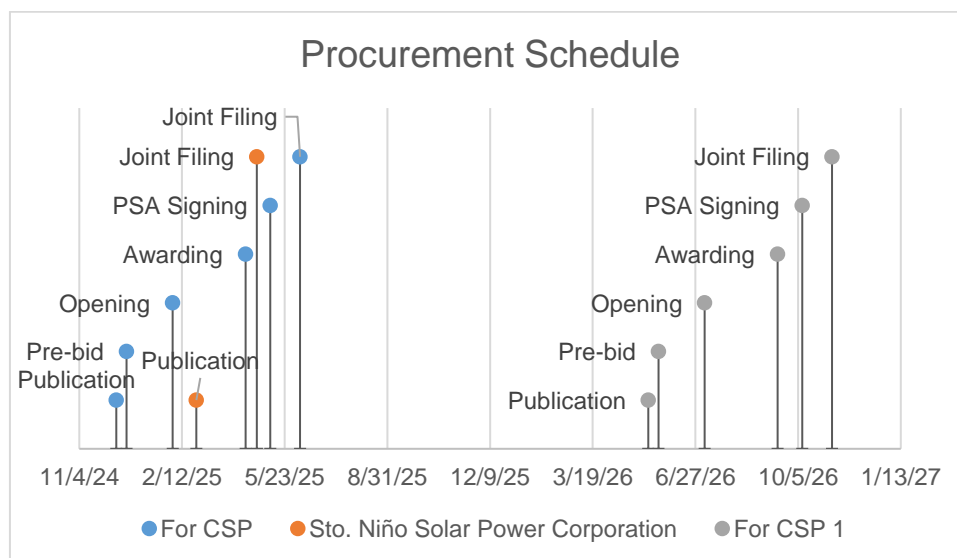 Procurement Schedule
Joint Filing
Joint Filing
Joint Filing
PSA Signing
PSA Signing
Awarding
Awarding
Opening
Opening
Pre-bid
Pre-bid
Publication
Publication
Publication
11/4/24 2/12/25 5/23/25 8/31/25 12/9/25 3/19/26 6/27/26 10/5/26 1/13/27
For CSP Sto. Niño Solar Power Corporation For CSP 1